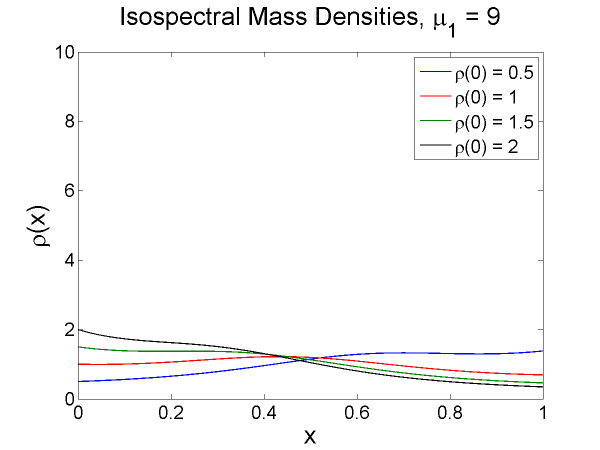 Isospectral Mass Densities, μ₁ = 9
10
8
6
4
2
0
ρ(x)
ρ(0) = 0.5
ρ(0) = 1
ρ(0) = 1.5
ρ(0) = 2
0 0.2 0.4 0.6 0.8 1
x